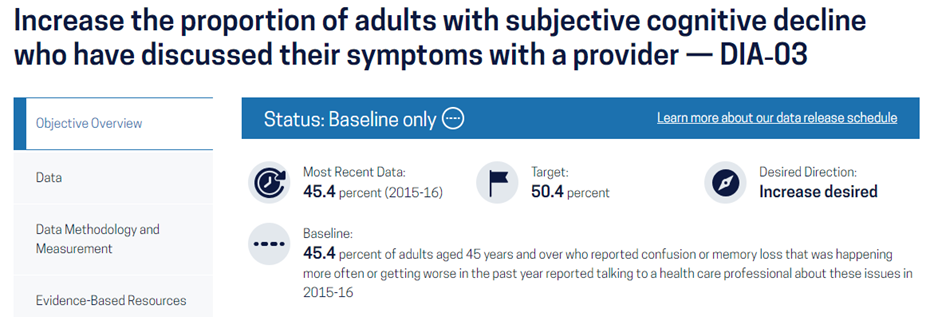 Increase the proportion of adults with subjective cognitive decline
who have discussed their symptoms with a provider — DIA‑03
Objective Overview
Data
Data Methodology and
Measurement
Evidence-Based Resources
Status: Baseline only
Learn more about our data release schedule
Most Recent Data:
45.4 percent (2015-16)
Target:
50.4 percent
Desired Direction:
Increase desired
Baseline:
45.4 percent of adults aged 45 years and over who reported confusion or memory loss that was happening
more often or getting worse in the past year reported talking to a health care professional about these issues in
2015-16